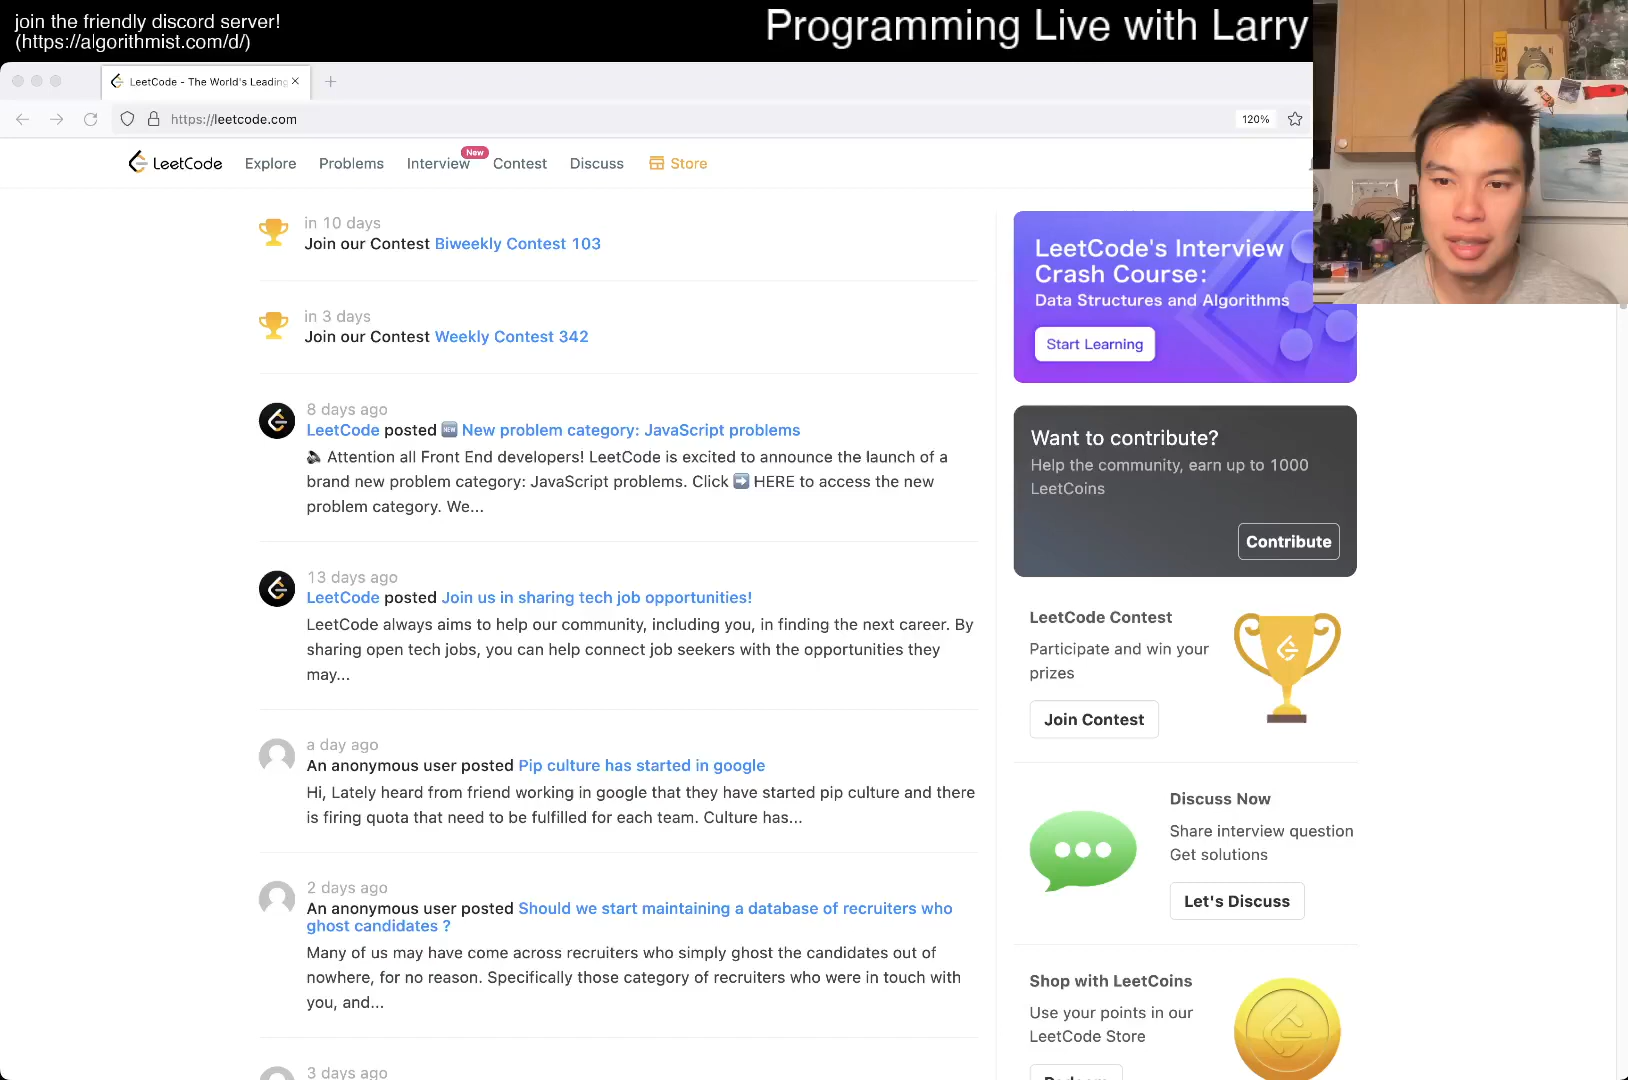 join the friendly discord server!
(https://algorithmist.com/d/)
Programming Live with Larry
LeetCode - The World's Leading
https://leetcode.com
120%
LeetCode
Explore
Problems
Interview
New
Contest
Discuss
Store
in 10 days
Join our Contest Biweekly Contest 103
in 3 days
Join our Contest Weekly Contest 342
8 days ago
LeetCode posted 🆕 New problem category: JavaScript problems
📣 Attention all Front End developers! LeetCode is excited to announce the launch of a
brand new problem category: JavaScript problems. Click ➡️ HERE to access the new
problem category. We...
13 days ago
LeetCode posted Join us in sharing tech job opportunities!
LeetCode always aims to help our community, including you, in finding the next career. By
sharing open tech jobs, you can help connect job seekers with the opportunities they
may...
a day ago
An anonymous user posted Pip culture has started in google
Hi, Lately heard from friend working in google that they have started pip culture and there
is firing quota that need to be fulfilled for each team. Culture has...
2 days ago
An anonymous user posted Should we start maintaining a database of recruiters who
ghost candidates ?
Many of us may have come across recruiters who simply ghost the candidates out of
nowhere, for no reason. Specifically those category of recruiters who were in touch with
you, and...
3 days ago
LeetCode's Interview
Crash Course:
Data Structures and Algorithms
Start Learning
Want to contribute?
Help the community, earn up to 1000
LeetCoins
Contribute
LeetCode Contest
Participate and win your
prizes
Join Contest
Discuss Now
Share interview question
Get solutions
Let's Discuss
Shop with LeetCoins
Use your points in our
LeetCode Store